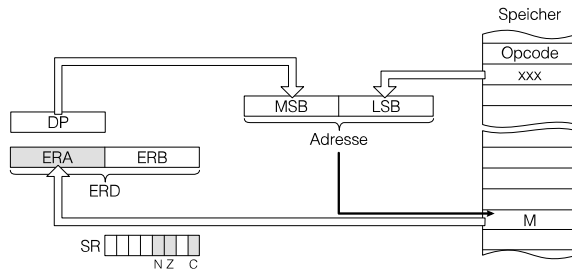 Speicher
Opcode
xxx
MSB LSB
DP
Adresse
ERA ERB
ERD
M
SR
N Z C